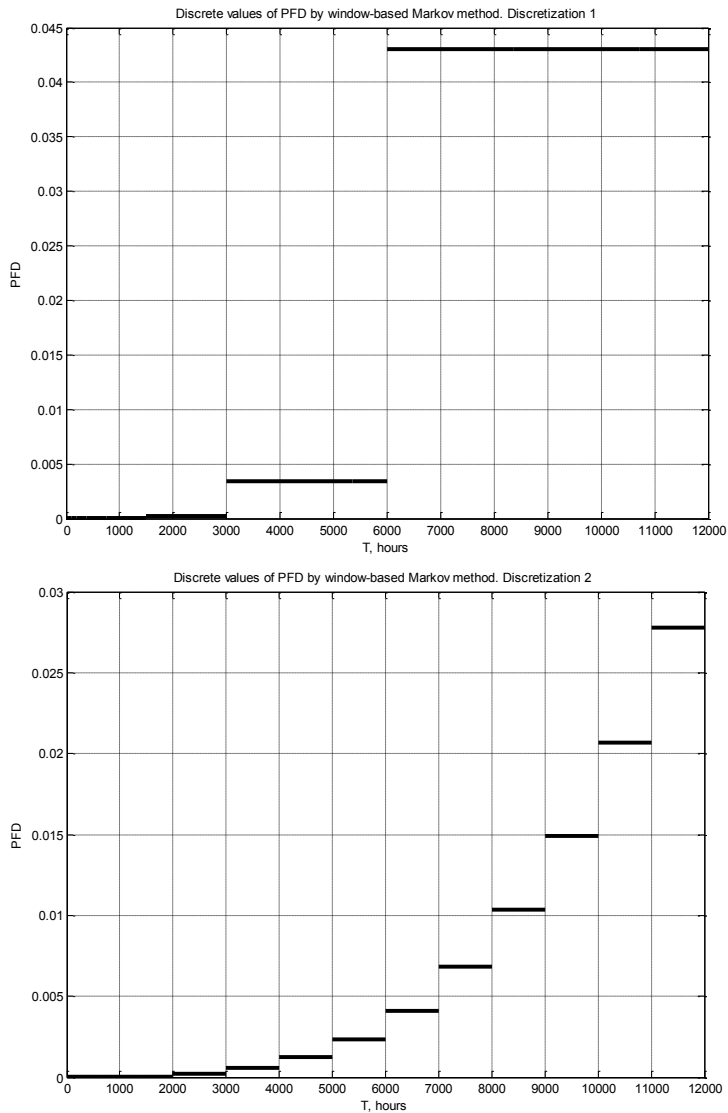 Discrete values of PFD by window-based Markov method. Discretization 1
0.045
0.04
0.035
0.03
0.025
0.02
0.015
0.01
0.005
0
PFD
0 1000 2000 3000 4000 5000 6000 7000 8000 9000 10000 11000 12000
T, hours
Discrete values of PFD by window-based Markov method. Discretization 2
0.03
0.025
0.02
0.015
0.01
0.005
0
PFD
0 1000 2000 3000 4000 5000 6000 7000 8000 9000 10000 11000 12000
T, hours